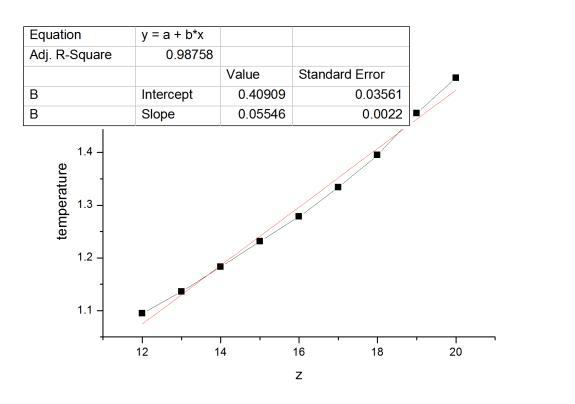 Equation y = a + b*x
Adj. R-Square 0.98758
Value Standard Error
B Intercept 0.40909 0.03561
B Slope 0.05546 0.0022
1.4
1.3
1.2
1.1
temperature
12 14 16 18 20
z